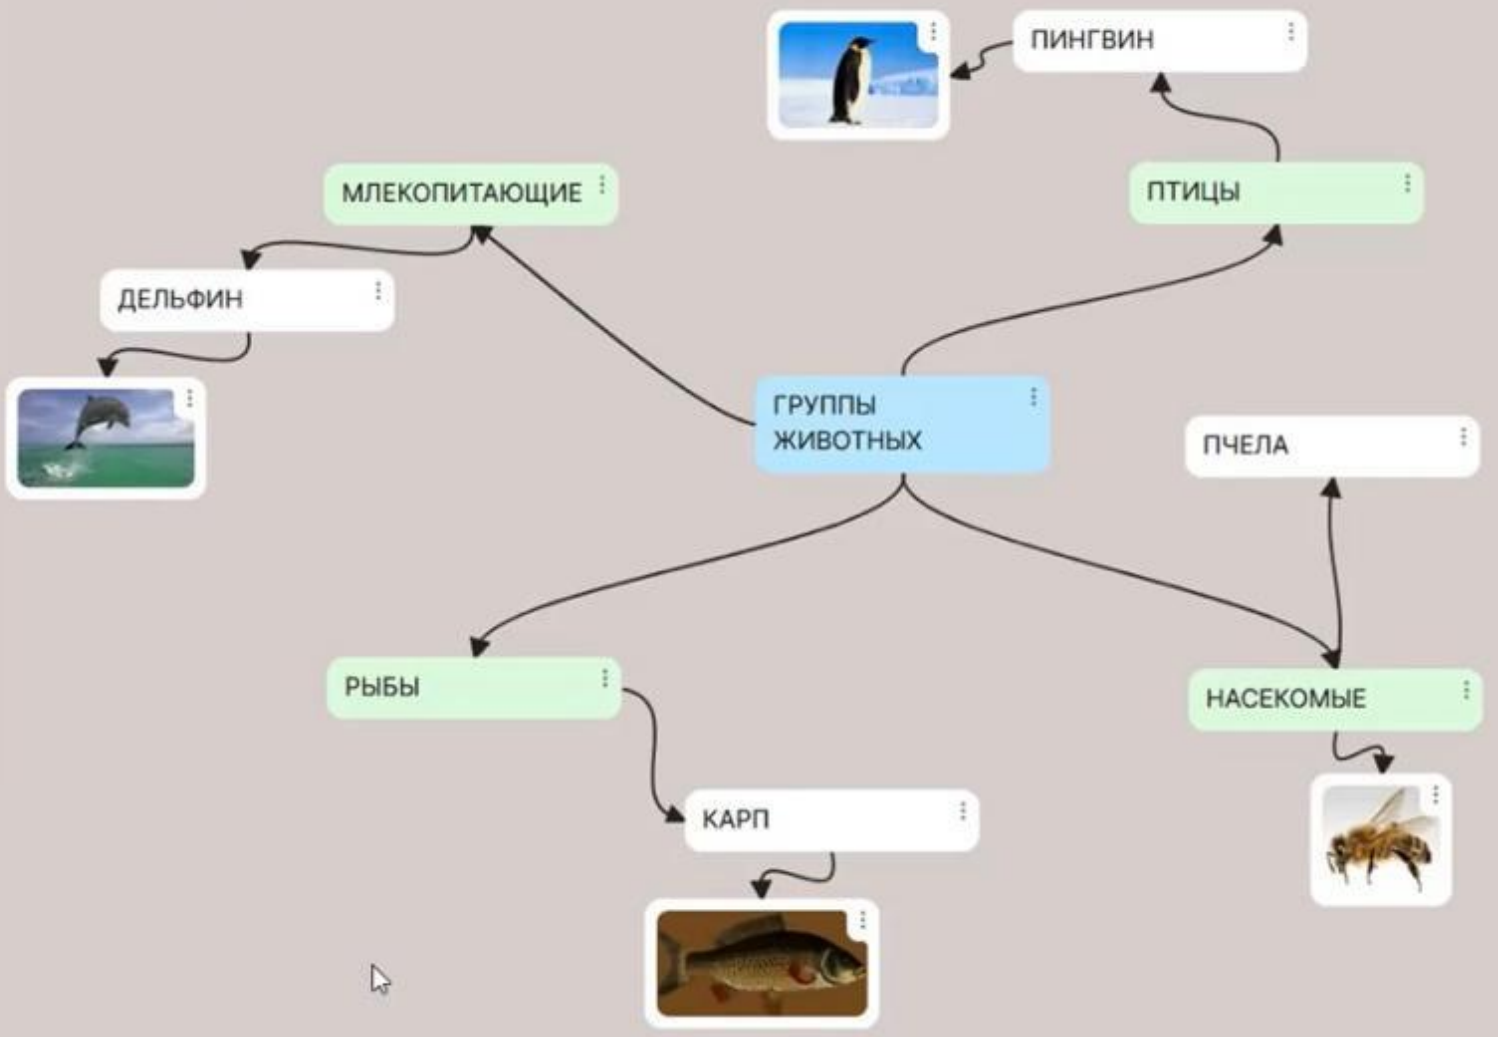 ПИНГВИН
МЛЕКОПИТАЮЩИЕ
ПТИЦЫ
ДЕЛЬФИН
ГРУППЫ
ЖИВОТНЫХ
ПЧЕЛА
РЫБЫ
НАСЕКОМЫЕ
КАРП